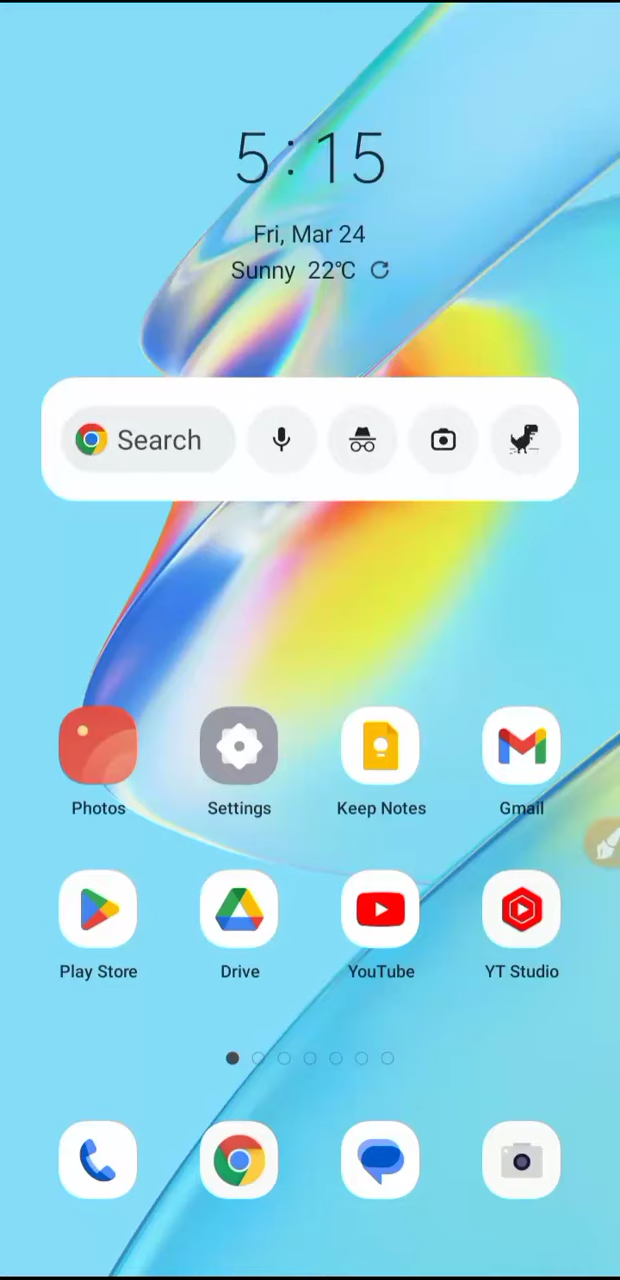 5:15
Fri, Mar 24
Sunny 22℃
Search
Photos Settings Keep Notes Gmail
Play Store Drive YouTube YT Studio